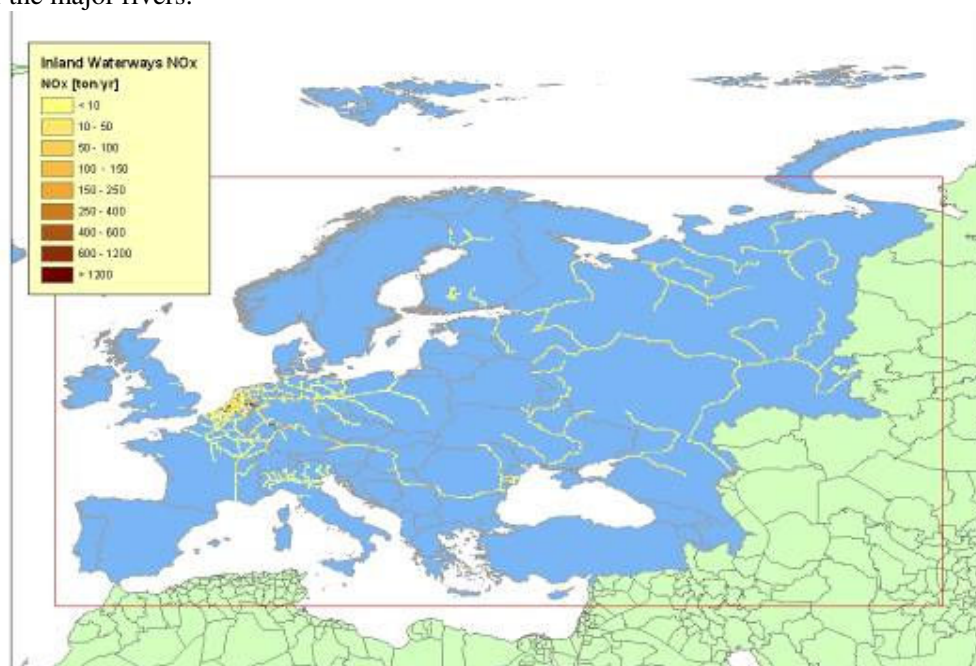 the major rivers.
Inland Waterways NOx
NOx [ton/yr]
< 10
10 - 50
50 - 100
100 - 150
150 - 250
250 - 400
400 - 600
600 - 1200
> 1200